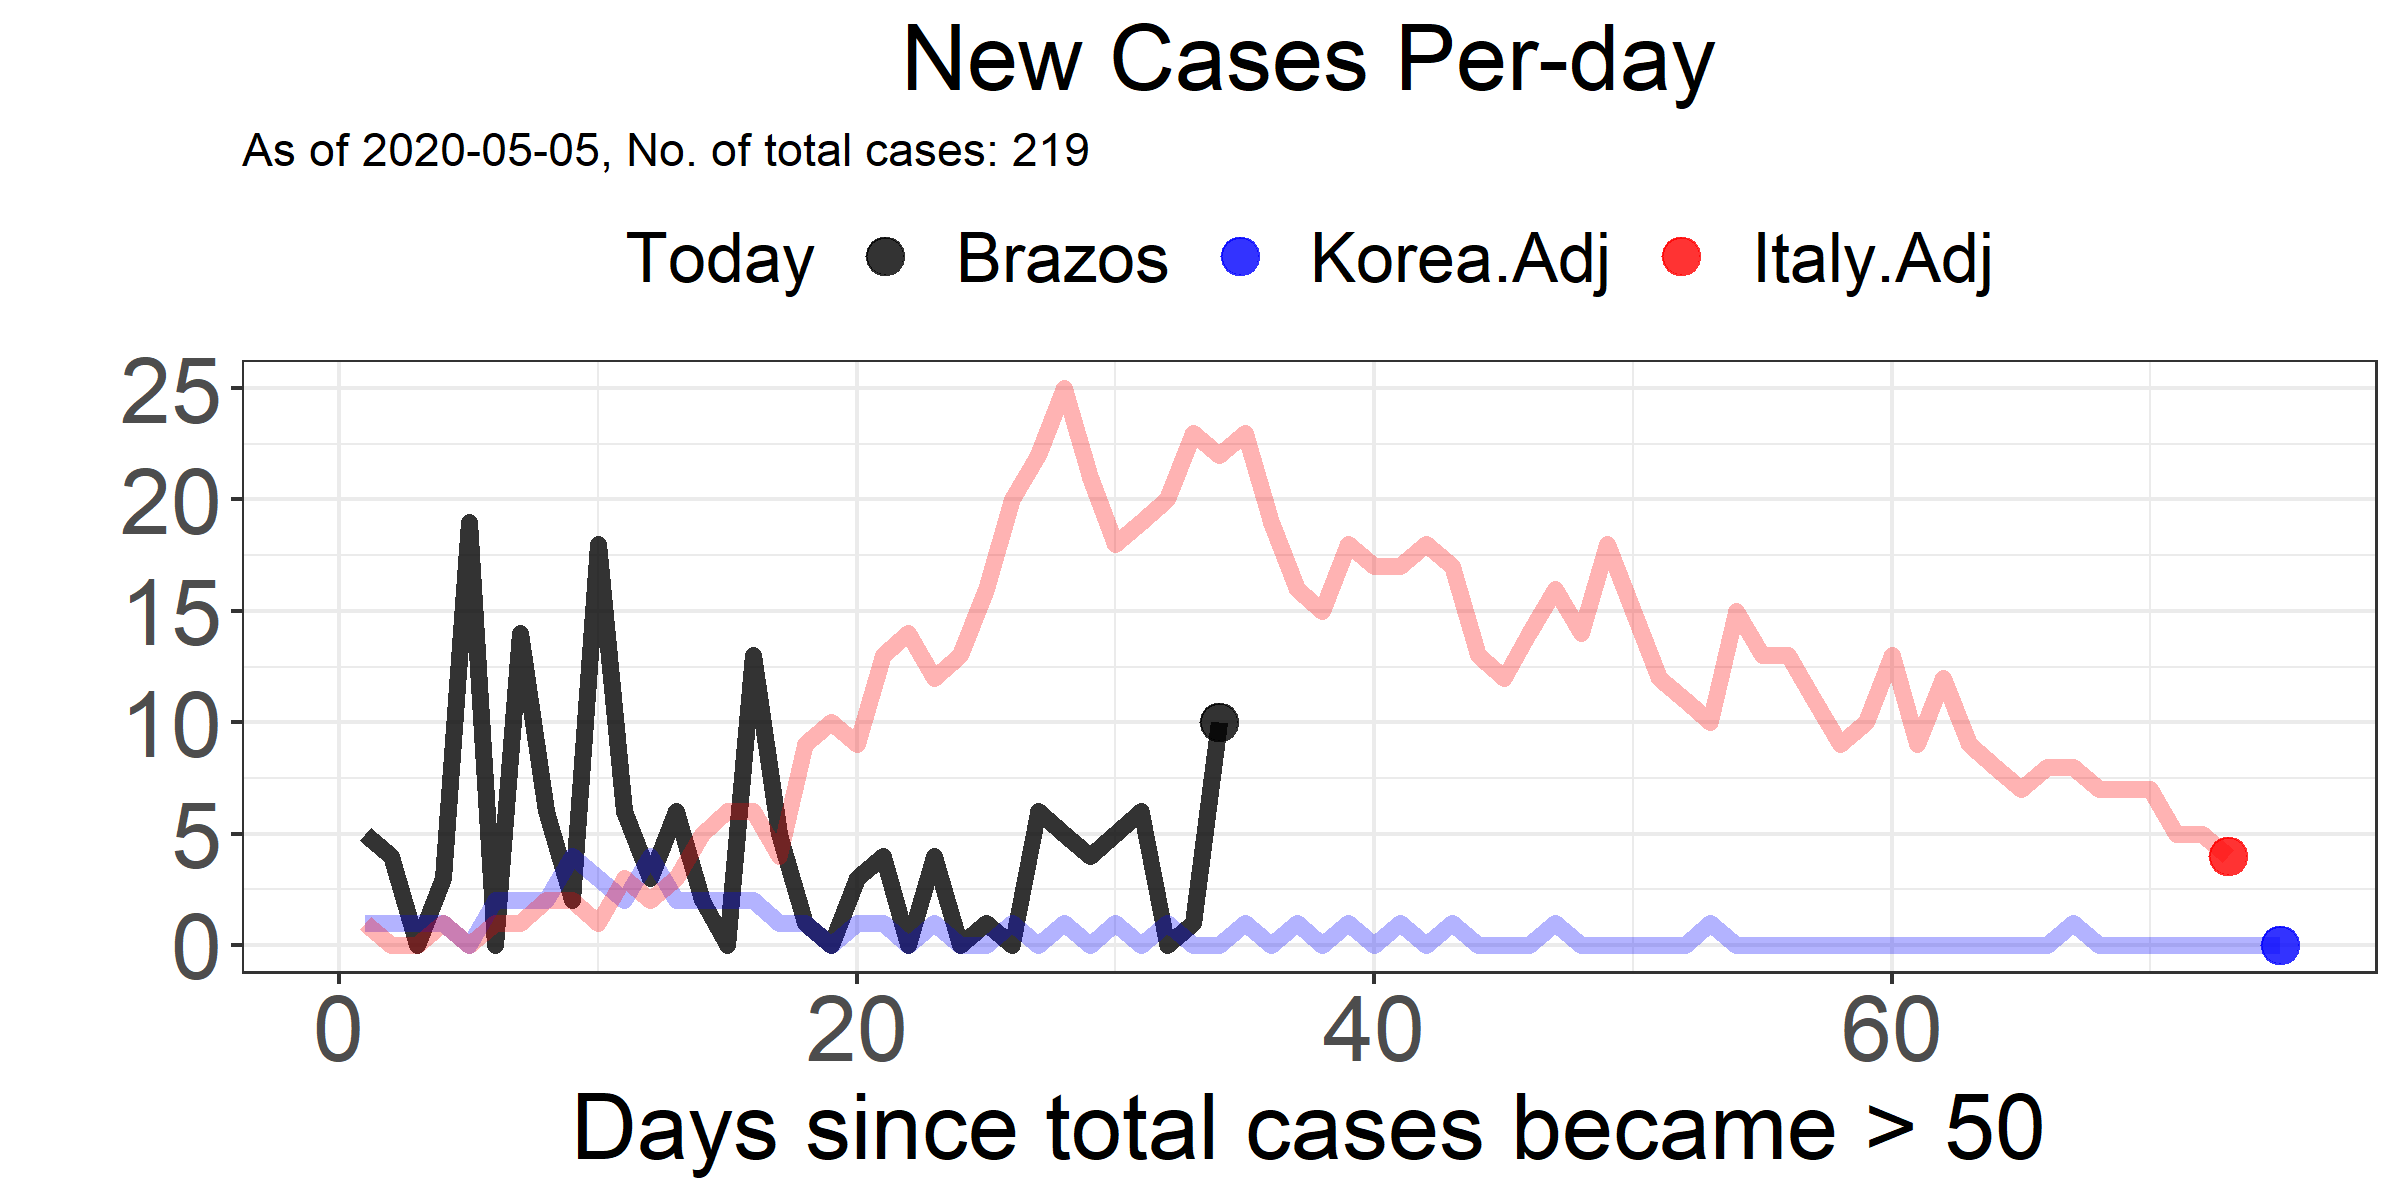 New Cases Per-day
As of 2020-05-05, No. of total cases: 219
Today Brazos Korea.Adj Italy.Adj
25
20
15
10
5
0
0 20 40 60
Days since total cases became > 50